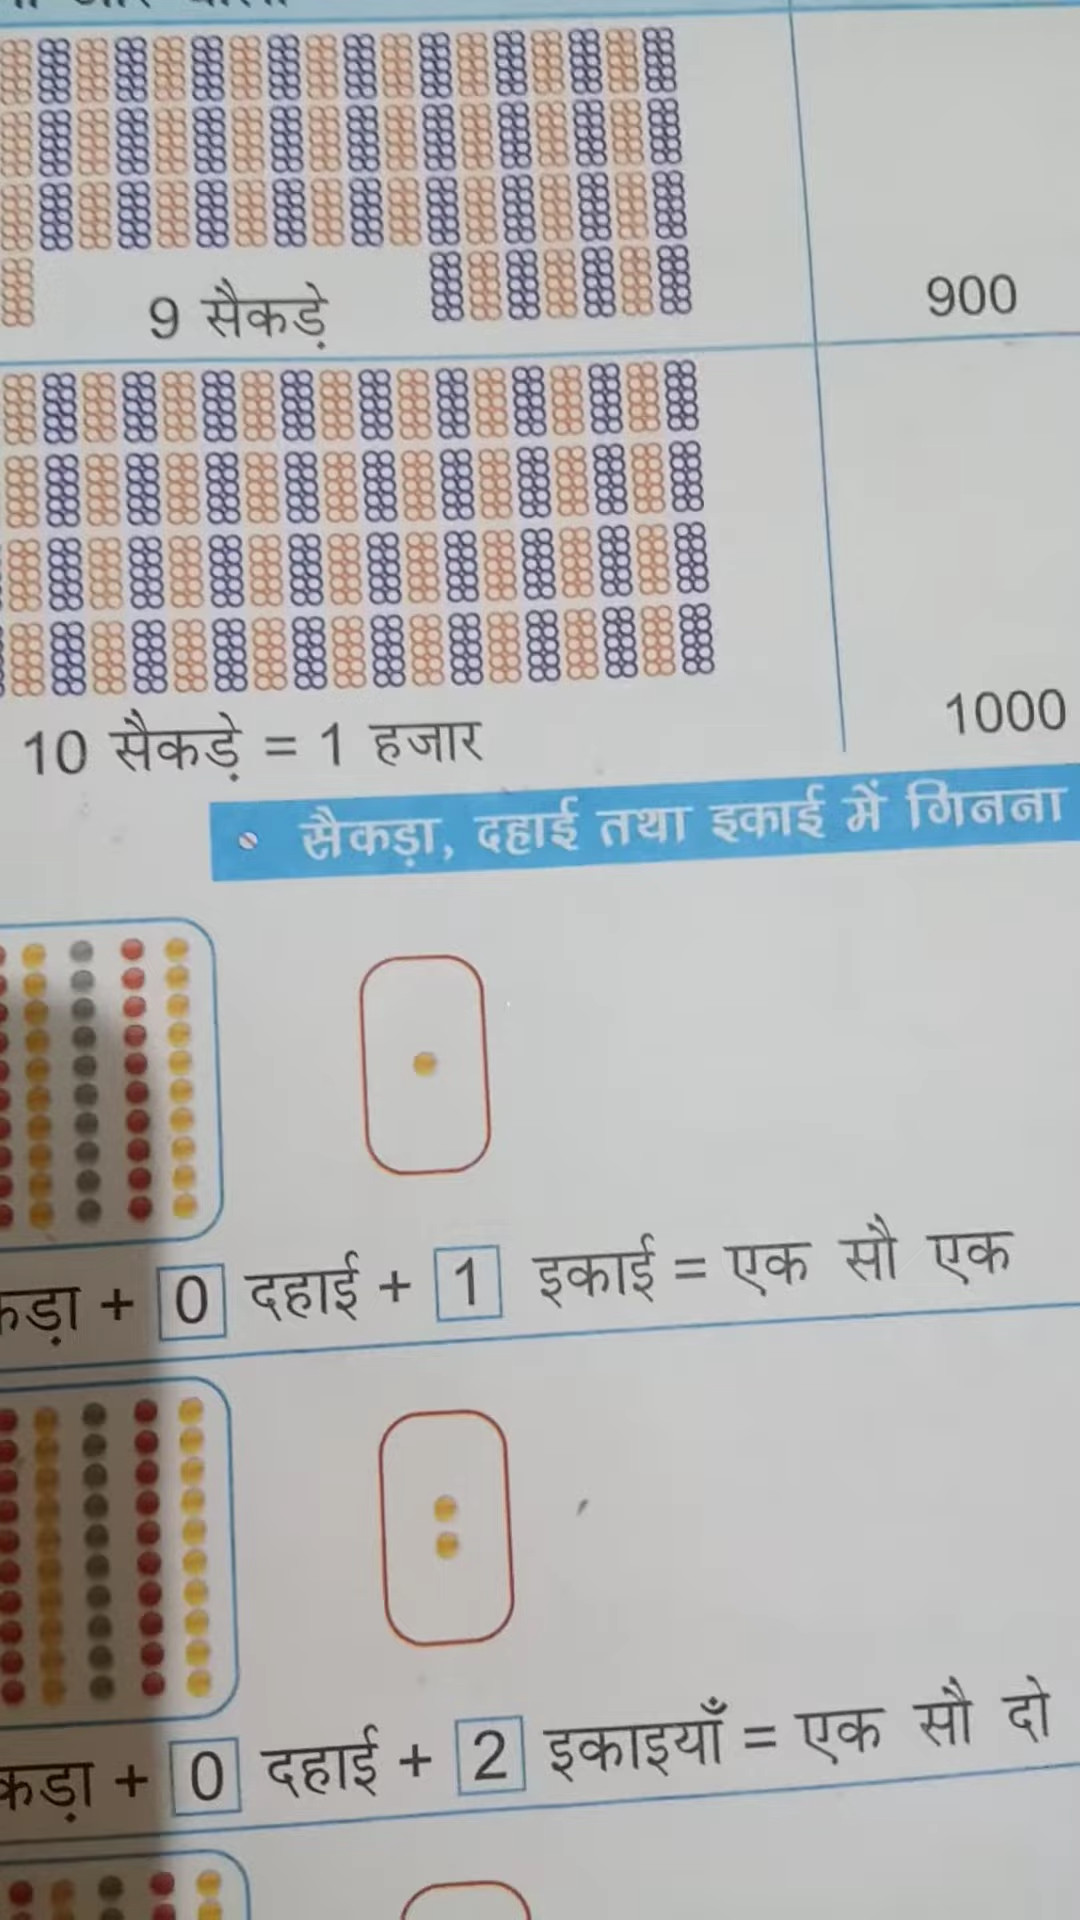 9 सैकड़े
900
10 सैकड़े = 1 हजार
1000
• सैकड़ा, दहाई तथा इकाई में गिनना
+ 0 दहाई + 1 इकाई = एक सौ एक
+ 0 दहाई + 2 इकाइयाँ = एक सौ दो